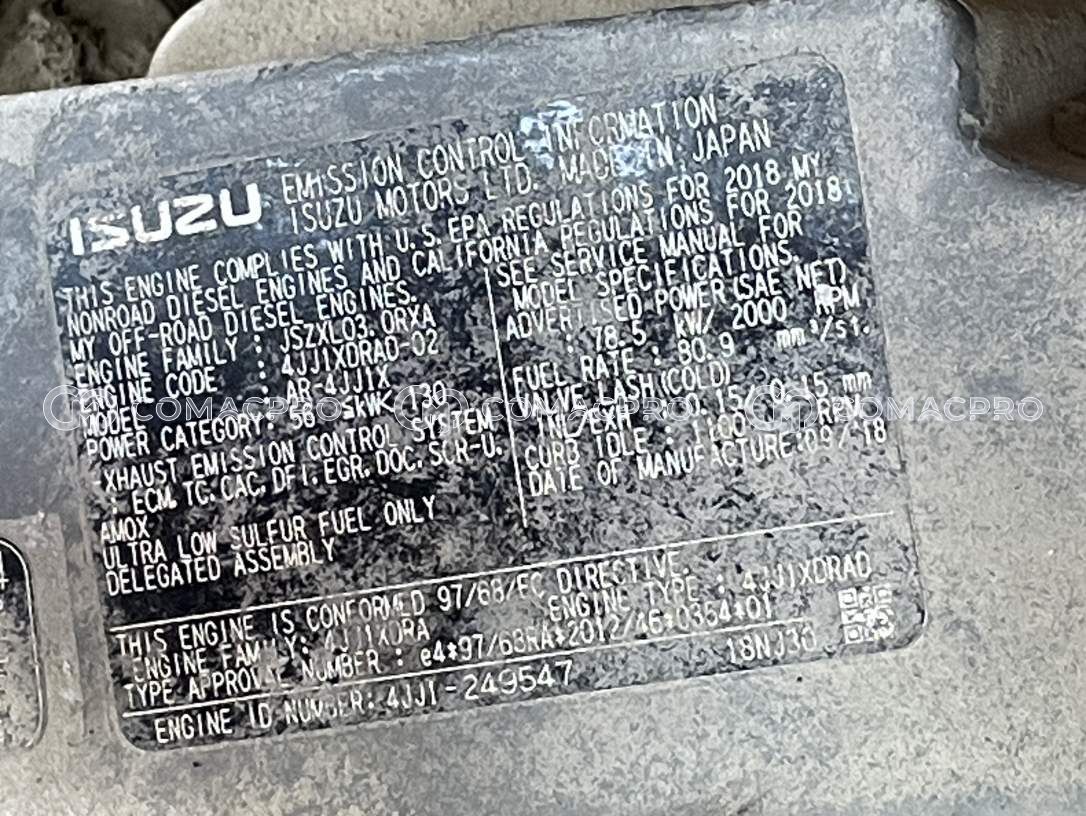 ISUZU
EMISSION CONTROL INFORMATION
ISUZU MOTORS LTD. MADE IN JAPAN
THIS ENGINE COMPLIES WITH U.S. EPA REGULATIONS FOR 2018 MY
NONROAD DIESEL ENGINES AND CALIFORNIA REGULATIONS FOR 2018
MY OFF-ROAD DIESEL ENGINES.
ENGINE FAMILY : JSZXL03.0RXA
ENGINE CODE : 4JJ1XDRAD-02
MODEL : AR-4JJ1X
POWER CATEGORY: 56 ≤kW< 130
EXHAUST EMISSION CONTROL SYSTEM
: ECM, TC, CAC, DFI, EGR, DOC, SCR-U,
AMOX
ULTRA LOW SULFUR FUEL ONLY
DELEGATED ASSEMBLY
SEE SERVICE MANUAL FOR
MODEL SPECIFICATIONS.
ADVERTISED POWER(SAE NET)
: 78.5 kW/ 2000 RPM
FUEL RATE : 80.9 mm³/st.
LASH(COLD)
INL/EXH : 0.15/ 0.15 mm
CURB IDLE : 1100 RPM
DATE OF MANUFACTURE:09/'18
THIS ENGINE IS CONFORMED 97/68/EC DIRECTIVE.
ENGINE FAMILY: 4JJ1XDRA ENGINE TYPE : 4JJ1XDRAD
TYPE APPROVAL NUMBER : e4*97/68RA*2012/46*0354*01
ENGINE ID NUMBER: 4JJ1-249547 18NJ30
COMACPRO COMACPRO COMACPRO